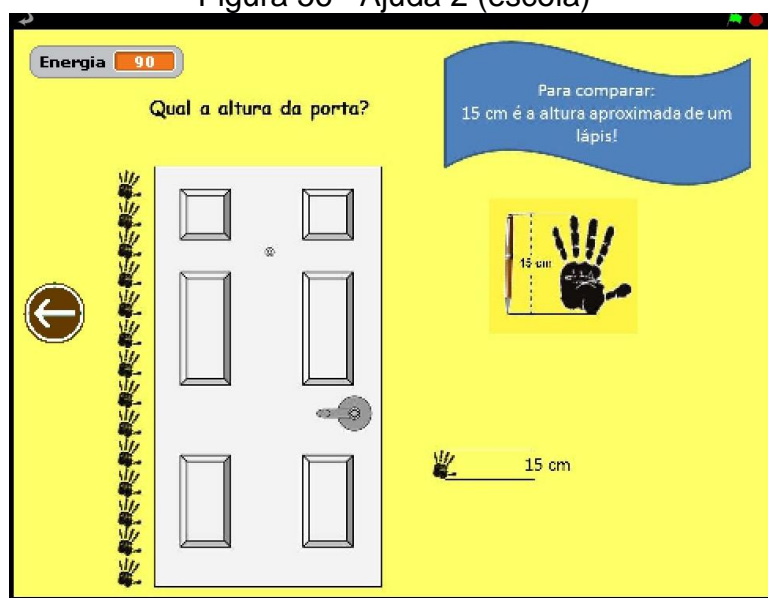 Figura 36 - Ajuda 2 (escola)
Energia 90
Qual a altura da porta?
Para comparar:
15 cm é a altura aproximada de um
lápis!
15 cm
15 cm